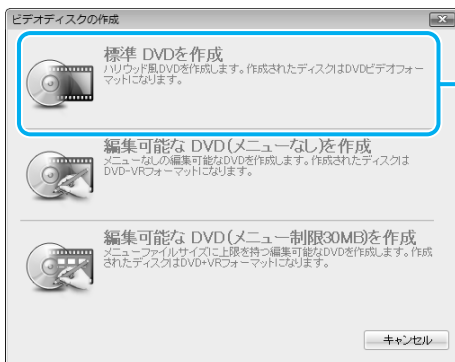 ビデオディスクの作成
標準 DVDを作成
ハリウッド風DVDを作成します。作成されたディスクはDVDビデオフォー
マットになります。
編集可能な DVD(メニューなし)を作成
メニューなしの編集可能なDVDを作成します。作成されたディスクは
DVD-VRフォーマットになります。
編集可能な DVD(メニュー制限30MB)を作成
メニューファイルサイズに上限を持つ編集可能なDVDを作成します。作成
されたディスクはDVD+VRフォーマットになります。
キャンセル